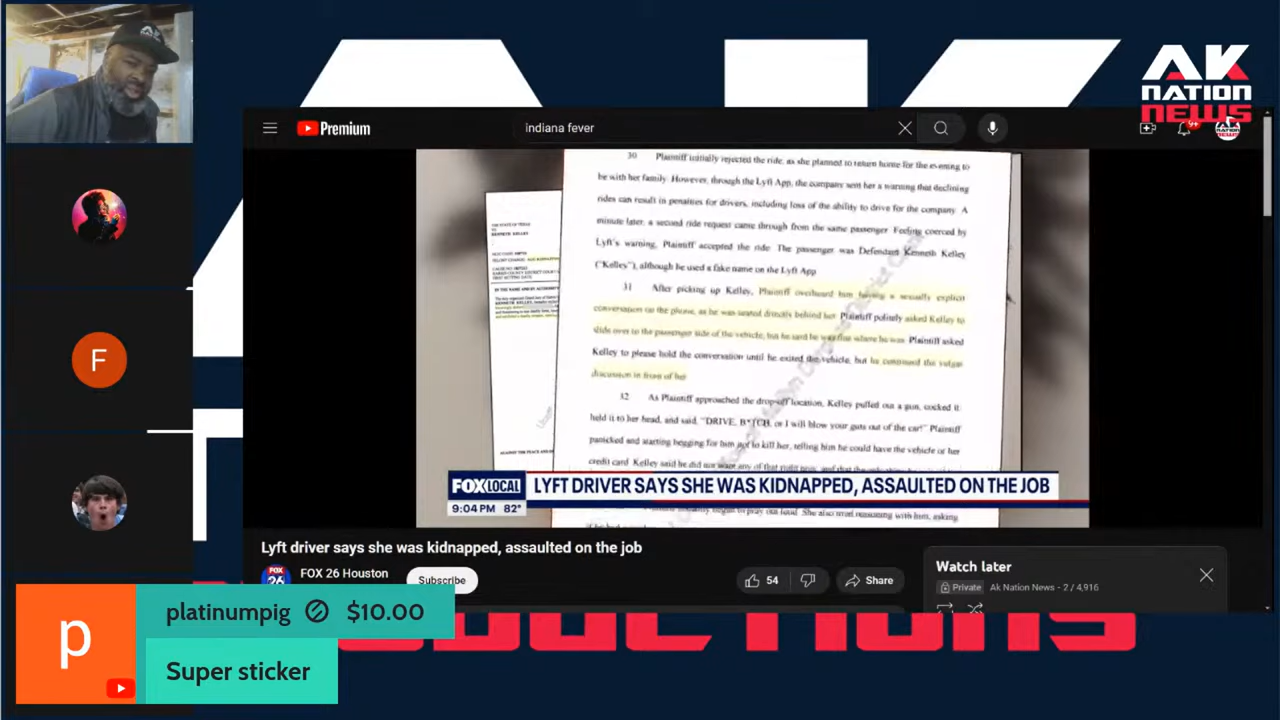 AK
NATION
NEWS
Premium
indiana fever
9+
30 Plaintiff initially rejected the ride, as she planned to return home for the evening to
be with her family. However, through the Lyft App, the company sent her a warning that declining
rides can result in penalties for drivers, including loss of the ability to drive for the company. A
minute later, a second ride request came through from the same passenger. Feeling coerced by
Lyft's warning, Plaintiff accepted the ride. The passenger was Defendant Kenneth Kelley
("Kelley"), although he used a fake name on the Lyft App
31 After picking up Kelley, Plaintiff overheard him having a sexually explicit
conversation on the phone, as he was seated directly behind her. Plaintiff politely asked Kelley to
slide over to the passenger side of the vehicle, but he said he was fine where he was. Plaintiff asked
Kelley to please hold the conversation until he exited the vehicle, but he continued the vulgar
discussion in front of her
32 As Plaintiff approached the drop-off location, Kelley pulled out a gun, cocked it
held it to her head, and said, "DRIVE, B*TCH, or I will blow your guts out of the car!" Plaintiff
panicked and starting begging for him not to kill her, telling him he could have the vehicle or her
credit card. Kelley said he did not want any of that
to pray out loud. She also tried reasoning with him, asking
FOX LOCAL
9:04 PM 82°
LYFT DRIVER SAYS SHE WAS KIDNAPPED, ASSAULTED ON THE JOB
Lyft driver says she was kidnapped, assaulted on the job
FOX 26
FOX 26 Houston
Subscribe
54
Share
Watch later
Private Ak Nation News - 2 / 4,916
F
p
platinumpig $10.00
Super sticker